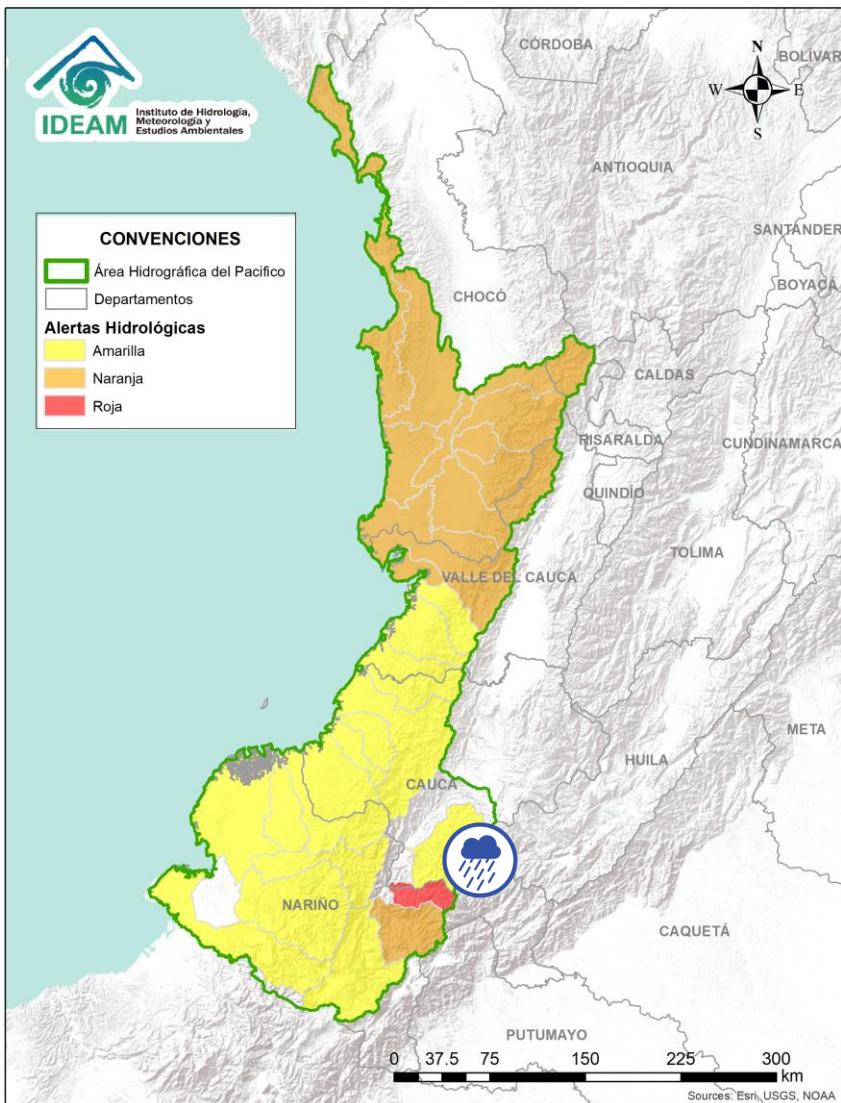 IDEAM
Instituto de Hidrología,
Meteorología y
Estudios Ambientales
CÓRDOBA
BOLÍVAR
N
W
E
S
ANTIOQUIA
SANTANDER
BOYACÁ
CONVENCIONES
Área Hidrográfica del Pacifico
Departamentos
Alertas Hidrológicas
Amarilla
Naranja
Roja
CHOCÓ
CALDAS
RISARALDA
CUNDINAMARCA
QUINDÍO
TOLIMA
VALLE DEL CAUCA
META
HUILA
CAUCA
NARIÑO
CAQUETÁ
PUTUMAYO
0 37.5 75 150 225 300
km
Sources: Esri, USGS, NOAA